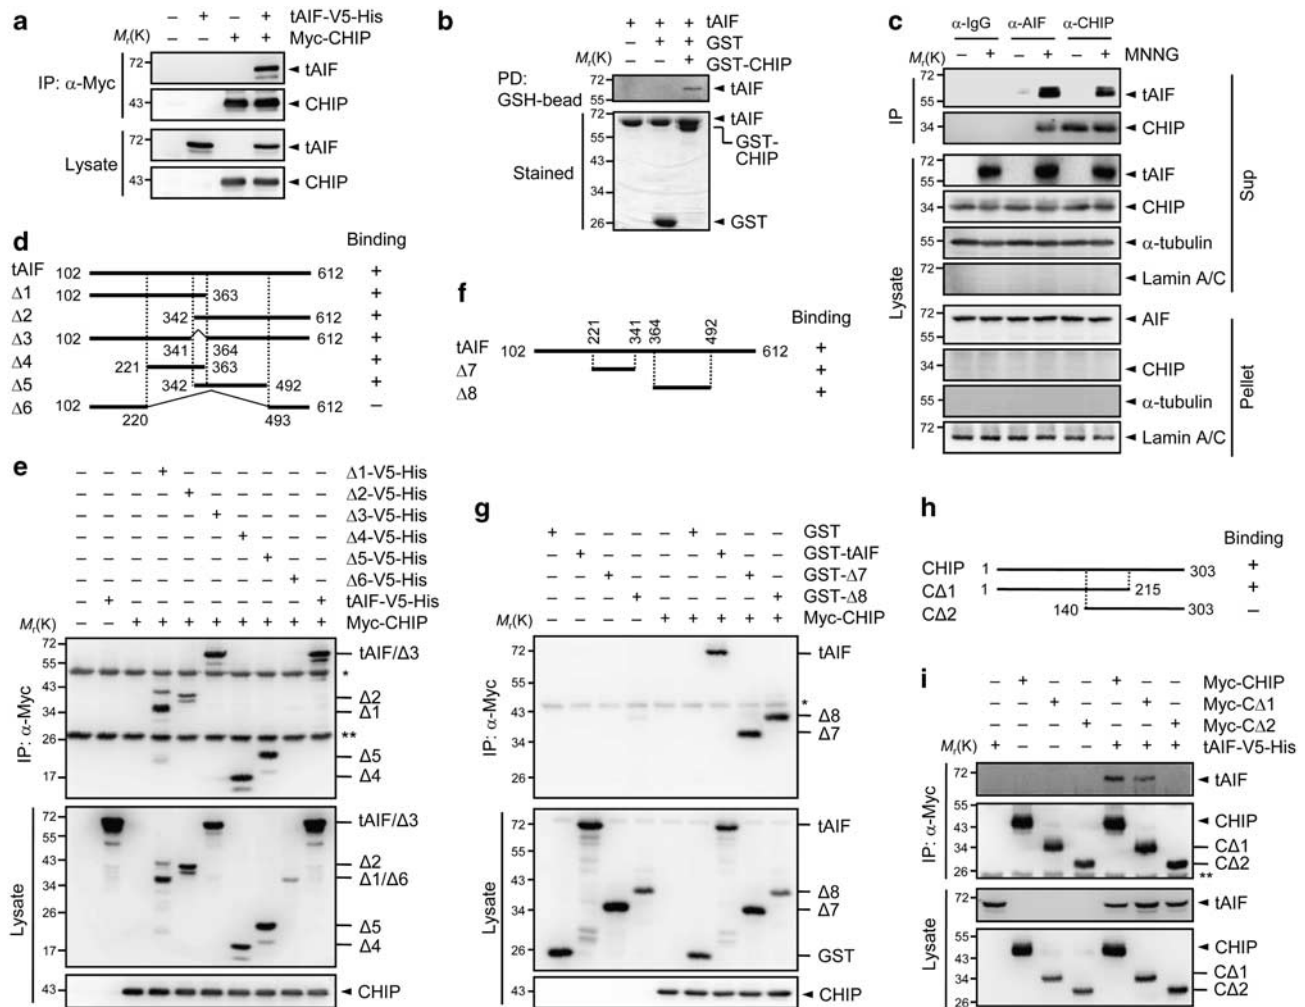 a
– + – + tAIF-V5-His
– – + + Myc-CHIP
Mr(K)
IP: α-Myc
72
tAIF
43
CHIP
Lysate
72
tAIF
43
CHIP
b
+ + + tAIF
– + + GST
– – + GST-CHIP
Mr(K)
PD: GSH-bead
72
55
tAIF
Stained
72
55
43
34
26
tAIF
GST-CHIP
GST
c
α-IgG α-AIF α-CHIP
– + – + – + MNNG
Mr(K)
IP
72
55
tAIF
34
CHIP
Sup
Lysate
72
55
tAIF
34
CHIP
55
α-tubulin
72
Lamin A/C
72
AIF
34
CHIP
55
α-tubulin
72
Lamin A/C
Pellet
d
Binding
tAIF 102 612 +
Δ1 102 363 +
Δ2 342 612 +
Δ3 102 341 364 612 +
Δ4 221 363 +
Δ5 342 492 +
Δ6 102 220 493 612 –
e
– – – + – – – – – – Δ1-V5-His
– – – – + – – – – – Δ2-V5-His
– – – – – + – – – – Δ3-V5-His
– – – – – – + – – – Δ4-V5-His
– – – – – – – + – – Δ5-V5-His
– – – – – – – – + – Δ6-V5-His
– + – – – – – – – + tAIF-V5-His
– – + + + + + + + + Myc-CHIP
Mr(K)
IP: α-Myc
72
55
43
34
26
17
tAIF/Δ3
*
Δ2
Δ1
**
Δ5
Δ4
Lysate
72
55
43
34
26
17
tAIF/Δ3
Δ2
Δ1/Δ6
Δ5
Δ4
43
CHIP
f
221 341 364 492
Binding
tAIF 102 612 +
Δ7 +
Δ8 +
g
+ – – – – + – – – GST
– + – – – – + – – GST-tAIF
– – + – – – – + – GST-Δ7
– – – + – – – – + GST-Δ8
– – – – + + + + + Myc-CHIP
Mr(K)
IP: α-Myc
72
55
43
34
26
tAIF
*
Δ8
Δ7
Lysate
72
55
43
34
26
tAIF
Δ8
Δ7
GST
43
CHIP
h
Binding
CHIP 1 303 +
CΔ1 1 215 +
CΔ2 140 303 –
i
– + – – + – – Myc-CHIP
– – + – – + – Myc-CΔ1
– – – + – – + Myc-CΔ2
+ – – – + + + tAIF-V5-His
Mr(K)
IP: α-Myc
72
tAIF
55
43
34
26
CHIP
CΔ1
CΔ2
**
Lysate
72
tAIF
55
43
34
26
CHIP
CΔ1
CΔ2